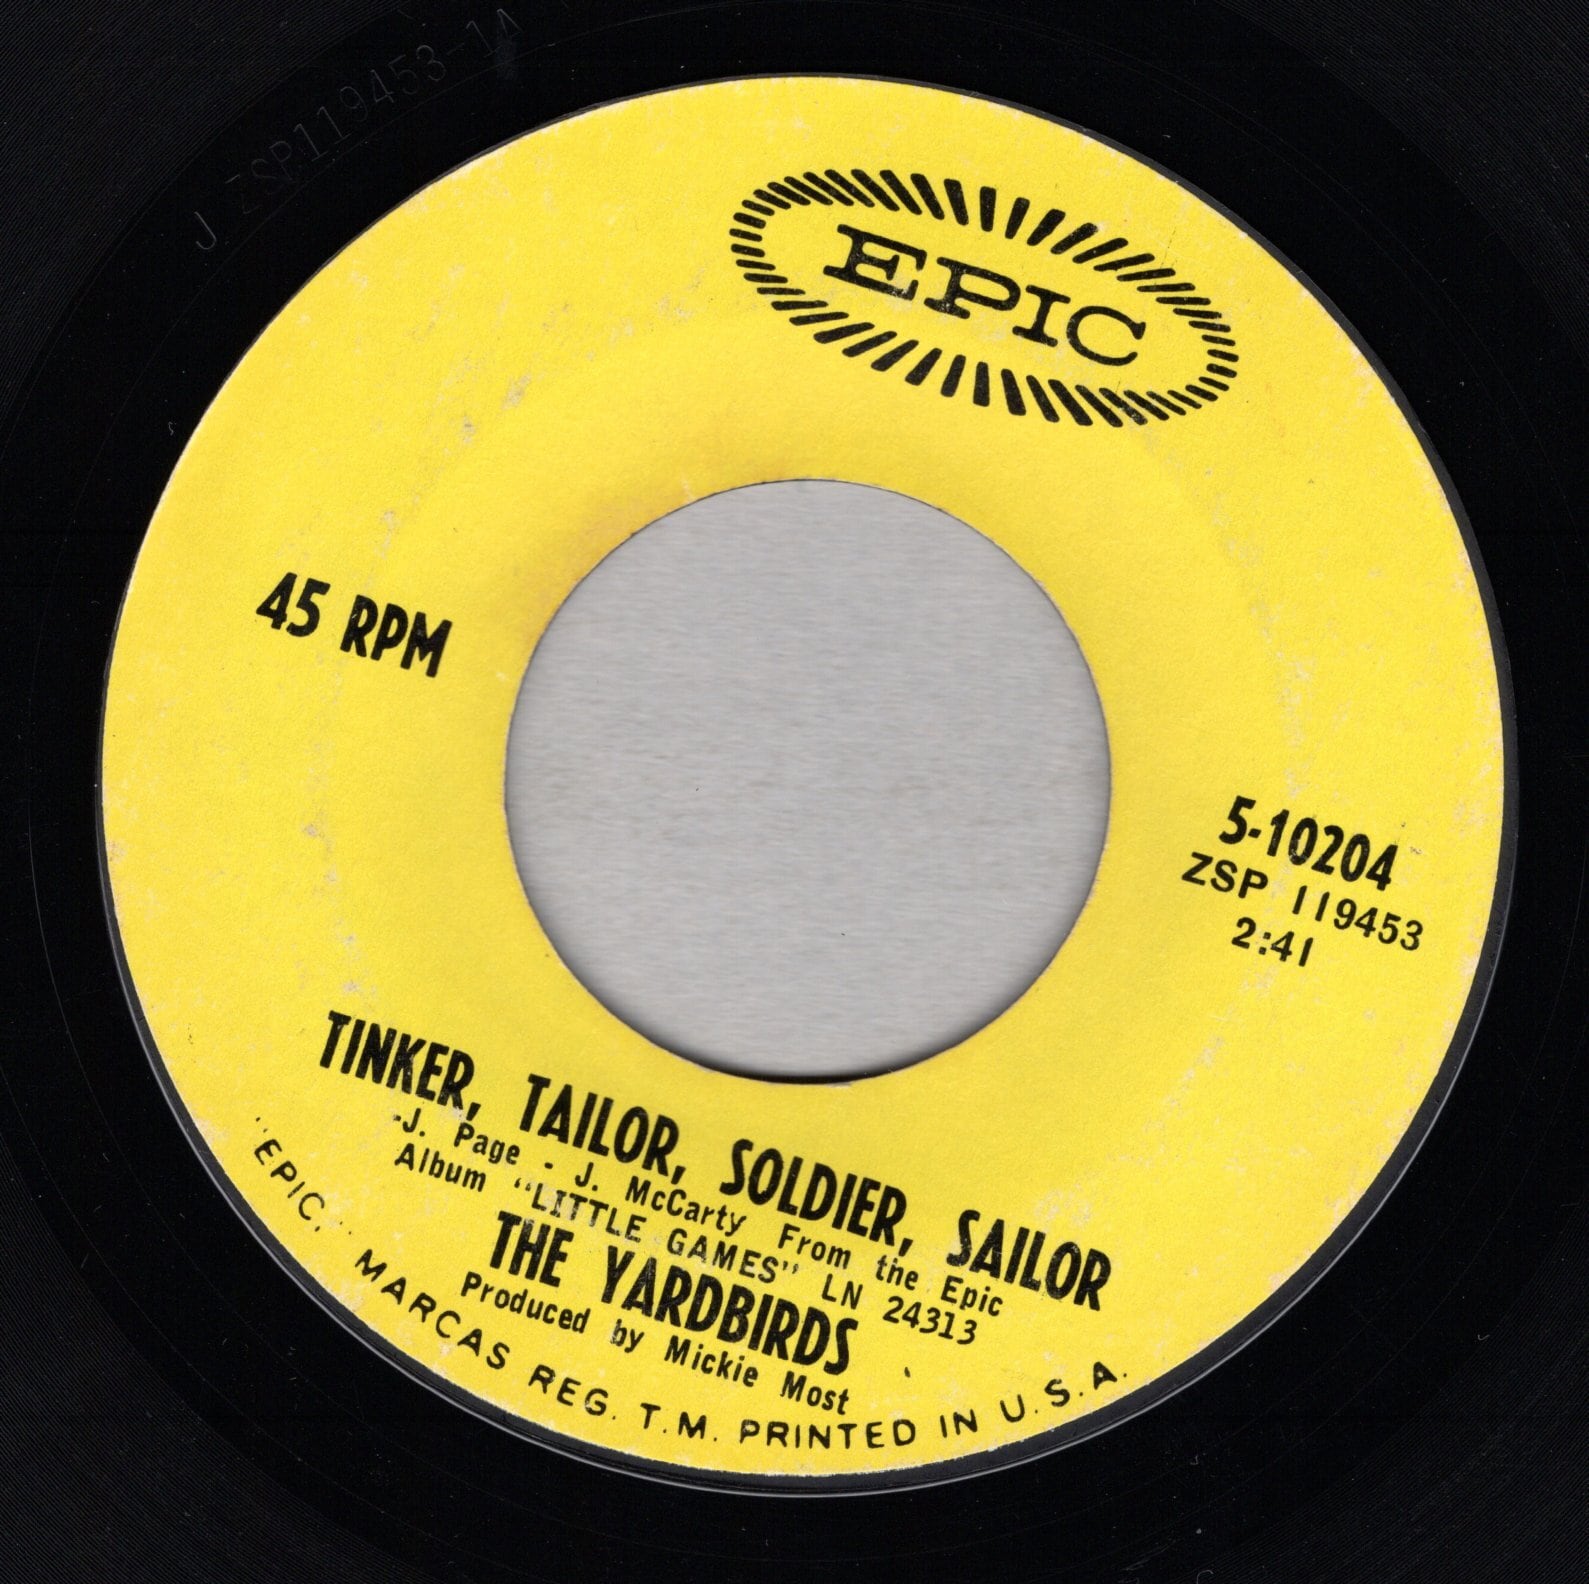 J ZSP119453-1A
EPIC
45 RPM
5-10204
ZSP 119453
2:41
TINKER, TAILOR, SOLDIER, SAILOR
-J. Page - J. McCarty From the Epic
Album "LITTLE GAMES" LN 24313
THE YARDBIRDS
Produced by Mickie Most
"EPIC," MARCAS REG. T.M. PRINTED IN U.S.A.